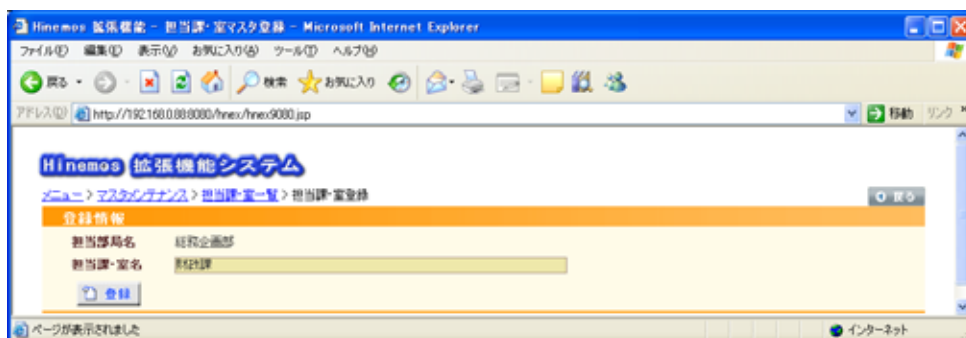 Hinemos 拡張機能 - 担当課・室マスタ登録 - Microsoft Internet Explorer
ファイル(F) 編集(E) 表示(V) お気に入り(A) ツール(T) ヘルプ(H)
戻る 検索 お気に入り
アドレス(D) http://192.168.0.88:8080/hnex/hnex9080.jsp 移動 リンク »
Hinemos 拡張機能システム
メニュー > マスタメンテナンス > 担当課・室一覧 > 担当課・室登録 戻る
登録情報
担当部局名 総務企画部
担当課・室名 財政課
登録
ページが表示されました インターネット